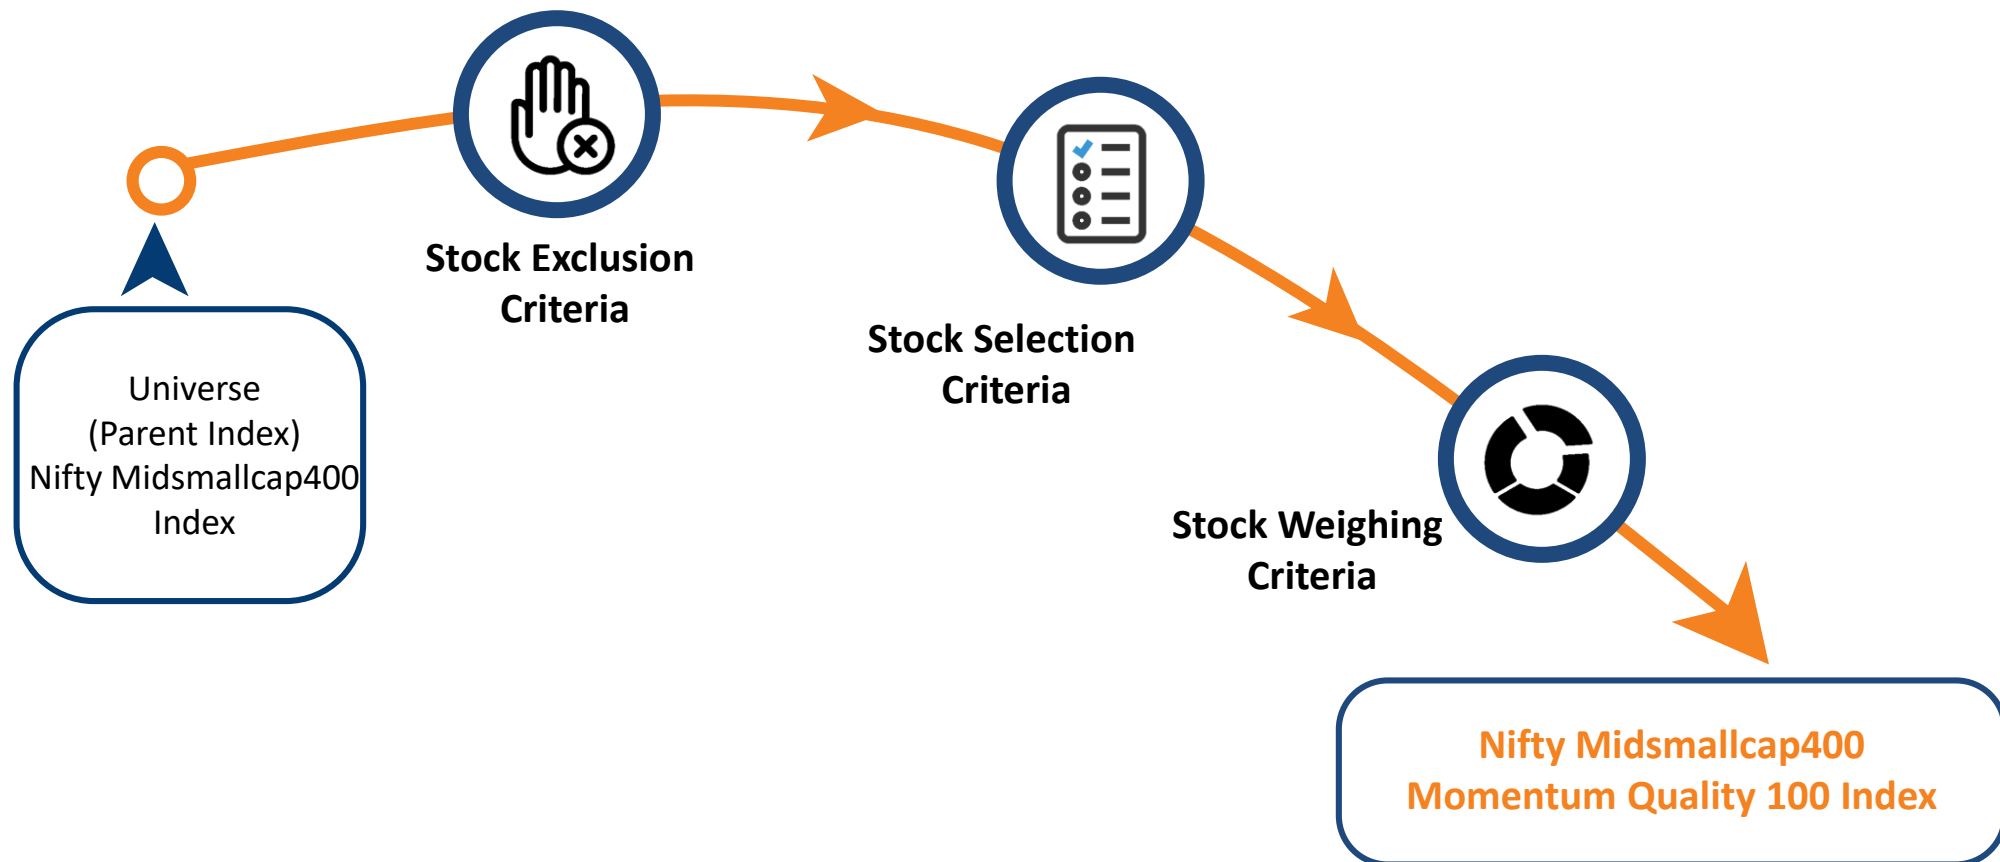 Universe
(Parent Index)
Nifty Midsmallcap400
Index
Stock Exclusion
Criteria
Stock Selection
Criteria
Stock Weighing
Criteria
Nifty Midsmallcap400
Momentum Quality 100 Index